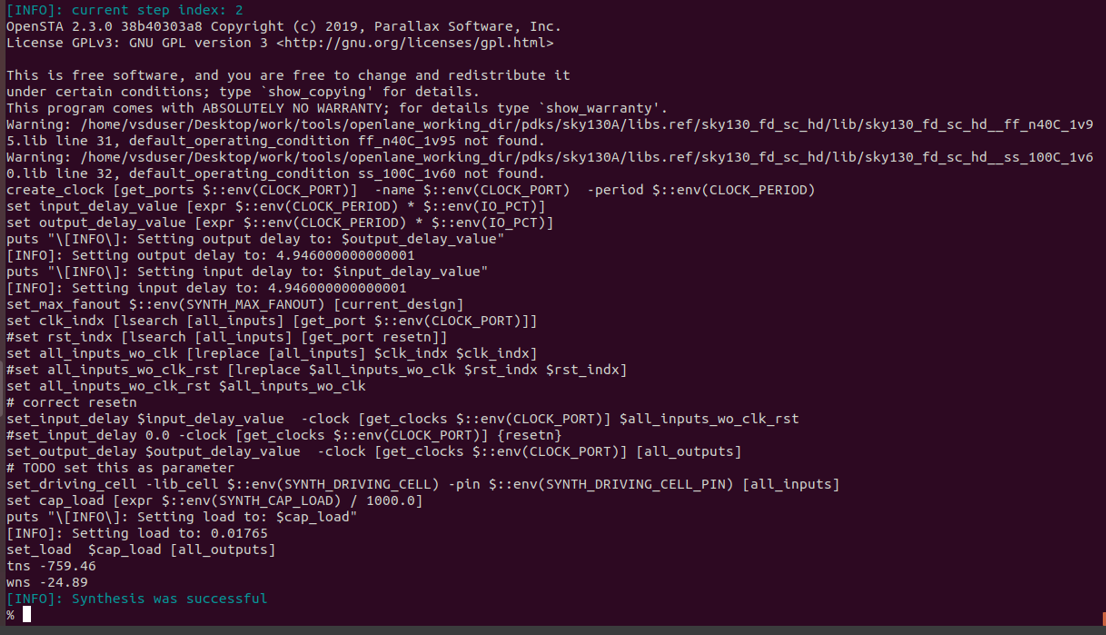 [INFO]: current step index: 2
OpenSTA 2.3.0 38b40303a8 Copyright (c) 2019, Parallax Software, Inc.
License GPLv3: GNU GPL version 3 <http://gnu.org/licenses/gpl.html>
This is free software, and you are free to change and redistribute it
under certain conditions; type `show_copying' for details.
This program comes with ABSOLUTELY NO WARRANTY; for details type `show_warranty'.
Warning: /home/vsduser/Desktop/work/tools/openlane_working_dir/pdks/sky130A/libs.ref/sky130_fd_sc_hd/lib/sky130_fd_sc_hd__ff_n40C_1v9
5.lib line 31, default_operating_condition ff_n40C_1v95 not found.
Warning: /home/vsduser/Desktop/work/tools/openlane_working_dir/pdks/sky130A/libs.ref/sky130_fd_sc_hd/lib/sky130_fd_sc_hd__ss_100C_1v6
0.lib line 32, default_operating_condition ss_100C_1v60 not found.
create_clock [get_ports $::env(CLOCK_PORT)]  -name $::env(CLOCK_PORT)  -period $::env(CLOCK_PERIOD)
set input_delay_value [expr $::env(CLOCK_PERIOD) * $::env(IO_PCT)]
set output_delay_value [expr $::env(CLOCK_PERIOD) * $::env(IO_PCT)]
puts "\[INFO\]: Setting output delay to: $output_delay_value"
[INFO]: Setting output delay to: 4.946000000000001
puts "\[INFO\]: Setting input delay to: $input_delay_value"
[INFO]: Setting input delay to: 4.946000000000001
set_max_fanout $::env(SYNTH_MAX_FANOUT) [current_design]
set clk_indx [lsearch [all_inputs] [get_port $::env(CLOCK_PORT)]]
#set rst_indx [lsearch [all_inputs] [get_port resetn]]
set all_inputs_wo_clk [lreplace [all_inputs] $clk_indx $clk_indx]
#set all_inputs_wo_clk_rst [lreplace $all_inputs_wo_clk $rst_indx $rst_indx]
set all_inputs_wo_clk_rst $all_inputs_wo_clk
# correct resetn
set_input_delay $input_delay_value  -clock [get_clocks $::env(CLOCK_PORT)] $all_inputs_wo_clk_rst
#set_input_delay 0.0 -clock [get_clocks $::env(CLOCK_PORT)] {resetn}
set_output_delay $output_delay_value  -clock [get_clocks $::env(CLOCK_PORT)] [all_outputs]
# TODO set this as parameter
set_driving_cell -lib_cell $::env(SYNTH_DRIVING_CELL) -pin $::env(SYNTH_DRIVING_CELL_PIN) [all_inputs]
set cap_load [expr $::env(SYNTH_CAP_LOAD) / 1000.0]
puts "\[INFO\]: Setting load to: $cap_load"
[INFO]: Setting load to: 0.01765
set_load  $cap_load [all_outputs]
tns -759.46
wns -24.89
[INFO]: Synthesis was successful
%